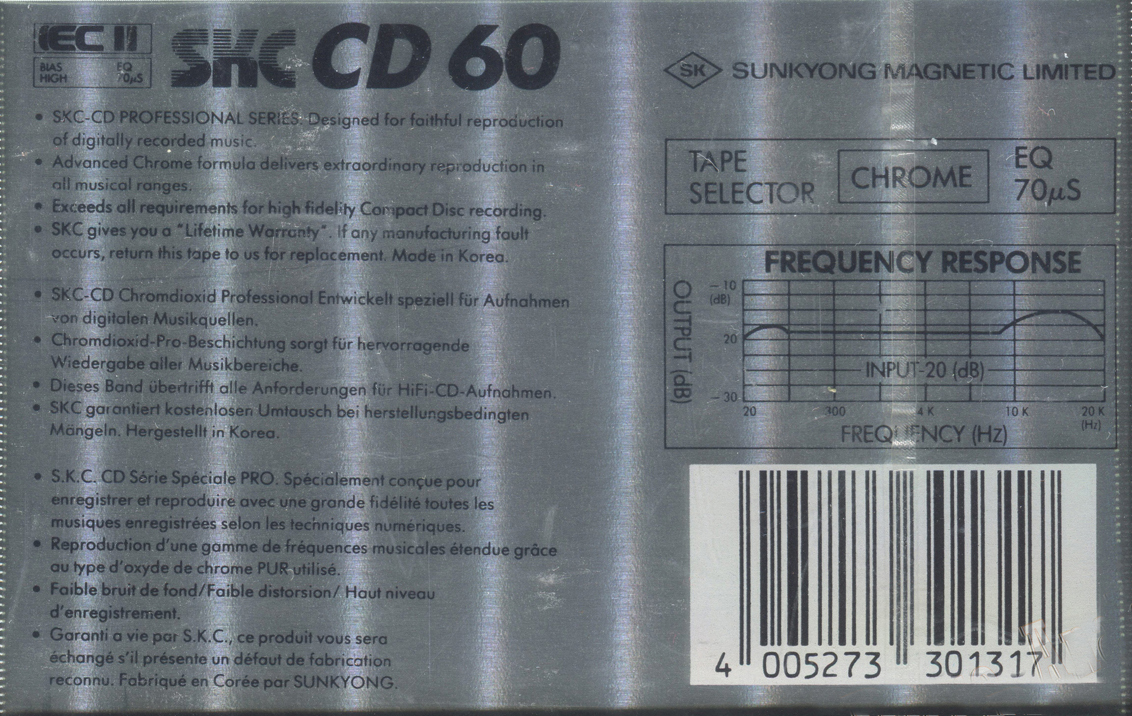 IEC II
BIAS HIGH
EQ 70µS
SKC CD 60
• SKC-CD PROFESSIONAL SERIES: Designed for faithful reproduction
of digitally recorded music.
• Advanced Chrome formula delivers extraordinary reproduction in
all musical ranges.
• Exceeds all requirements for high fidelity Compact Disc recording.
• SKC gives you a "Lifetime Warranty". If any manufacturing fault
occurs, return this tape to us for replacement. Made in Korea.
• SKC-CD Chromdioxid Professional Entwickelt speziell für Aufnahmen
von digitalen Musikquellen.
• Chromdioxid-Pro-Beschichtung sorgt für hervorragende
Wiedergabe aller Musikbereiche.
• Dieses Band übertrifft alle Anforderungen für HiFi-CD-Aufnahmen.
• SKC garantiert kostenlosen Umtausch bei herstellungsbedingten
Mängeln. Hergestellt in Korea.
• S.K.C. CD Série Spéciale PRO. Spécialement conçue pour
enregistrer et reproduire avec une grande fidélité toutes les
musiques enregistrées selon les techniques numériques.
• Reproduction d'une gamme de fréquences musicales étendue grâce
au type d'oxyde de chrome PUR utilisé.
• Faible bruit de fond/Faible distorsion/ Haut niveau
d'enregistrement.
• Garanti a vie par S.K.C., ce produit vous sera
échangé s'il présente un défaut de fabrication
reconnu. Fabriqué en Corée par SUNKYONG.
SK SUNKYONG MAGNETIC LIMITED
TAPE SELECTOR
CHROME
EQ 70µS
FREQUENCY RESPONSE
OUTPUT (dB)
– 10
(dB)
20
INPUT-20 (dB)
– 30
20 300 4 K 10 K 20 K
(Hz)
FREQUENCY (Hz)
4 005273 301317